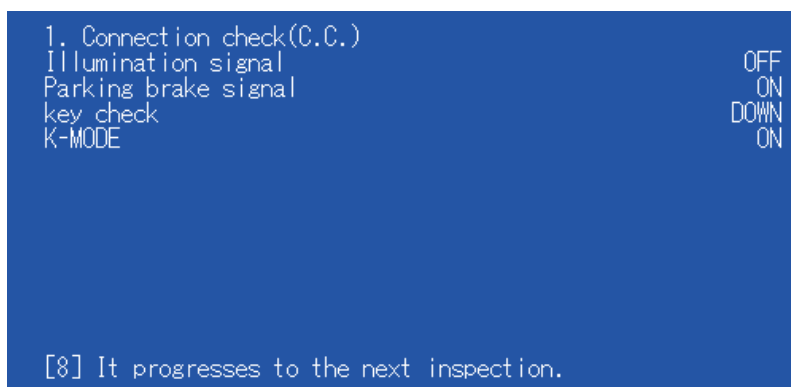 1. Connection check(C.C.)
Illumination signal OFF
Parking brake signal ON
key check DOWN
K-MODE ON
[8] It progresses to the next inspection.